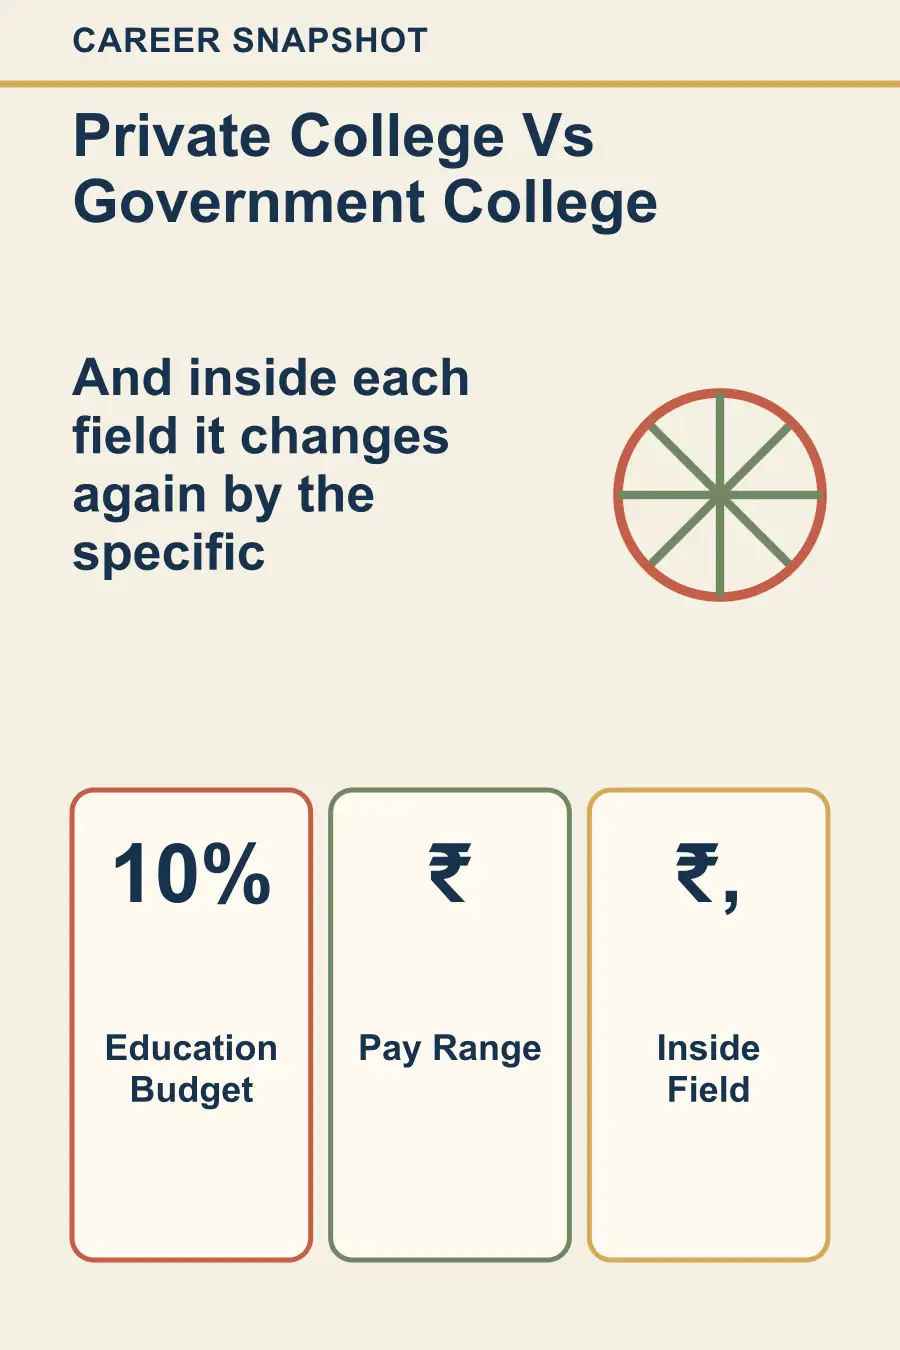 CAREER SNAPSHOT
Private College Vs
Government College
And inside each
field it changes
again by the
specific
10%
Education
Budget
₹
Pay Range
₹,
Inside
Field